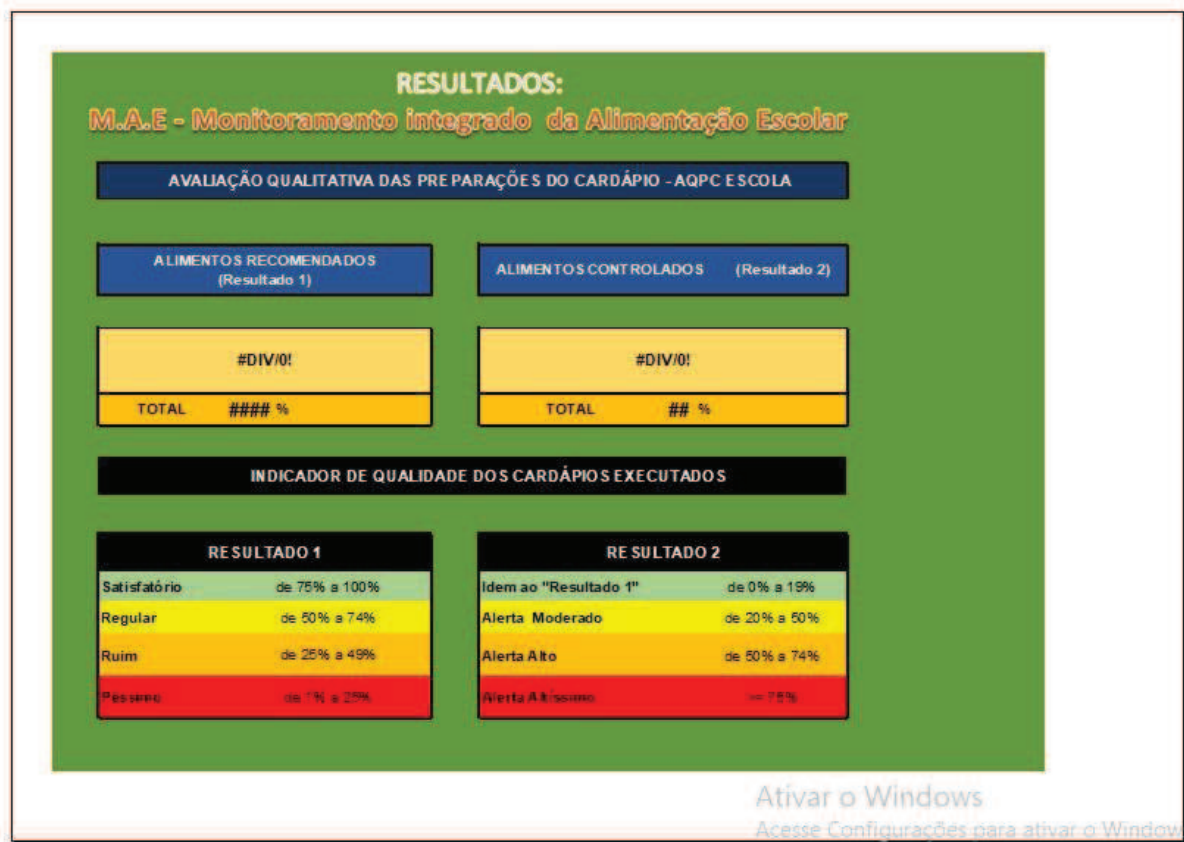 RESULTADOS:
M.A.E - Monitoramento integrado da Alimentação Escolar
AVALIAÇÃO QUALITATIVA DAS PREPARAÇÕES DO CARDÁPIO - AQPC ESCOLA
ALIMENTOS RECOMENDADOS
(Resultado 1)
ALIMENTOS CONTROLADOS (Resultado 2)
#DIV/0!
#DIV/0!
TOTAL #### %
TOTAL ## %
INDICADOR DE QUALIDADE DOS CARDÁPIOS EXECUTADOS
RESULTADO 1
Satisfatório de 75% a 100%
Regular de 50% a 74%
Ruim de 25% a 49%
Péssimo de 1% a 25%
RESULTADO 2
Idem ao "Resultado 1" de 0% a 19%
Alerta Moderado de 20% a 50%
Alerta Alto de 50% a 74%
Alerta Altíssimo 75%
Ativar o Windows
Acesse Configurações para ativar o Window